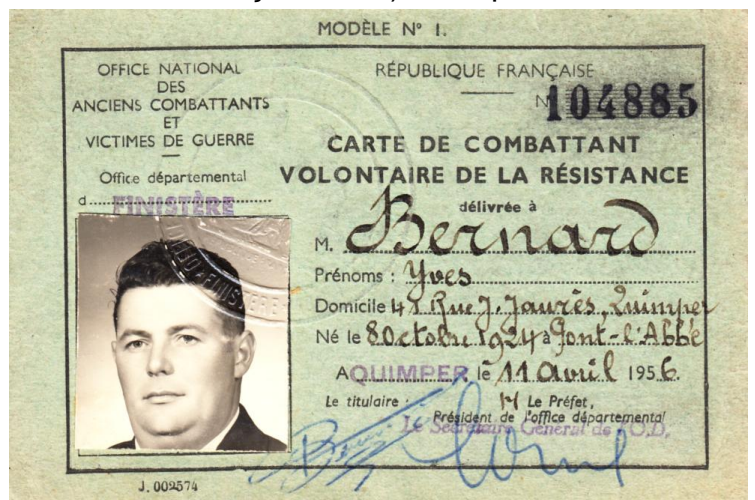 MODÈLE N° 1.
OFFICE NATIONAL
DES
ANCIENS COMBATTANTS
ET
VICTIMES DE GUERRE
Office départemental
d FINISTÈRE
RÉPUBLIQUE FRANÇAISE
N° 104885
CARTE DE COMBATTANT
VOLONTAIRE DE LA RÉSISTANCE
délivrée à
M. Bernard
Prénoms : Yves
Domicile 41 Rue J. Jaurès, Quimper
Né le 8 Octobre 1924 à Pont-l'Abbé
A QUIMPER, le 11 Avril 1956.
Le titulaire :
Le Préfet,
Président de l'office départemental
Le Secrétaire Général de l'O.D.
J. 002574